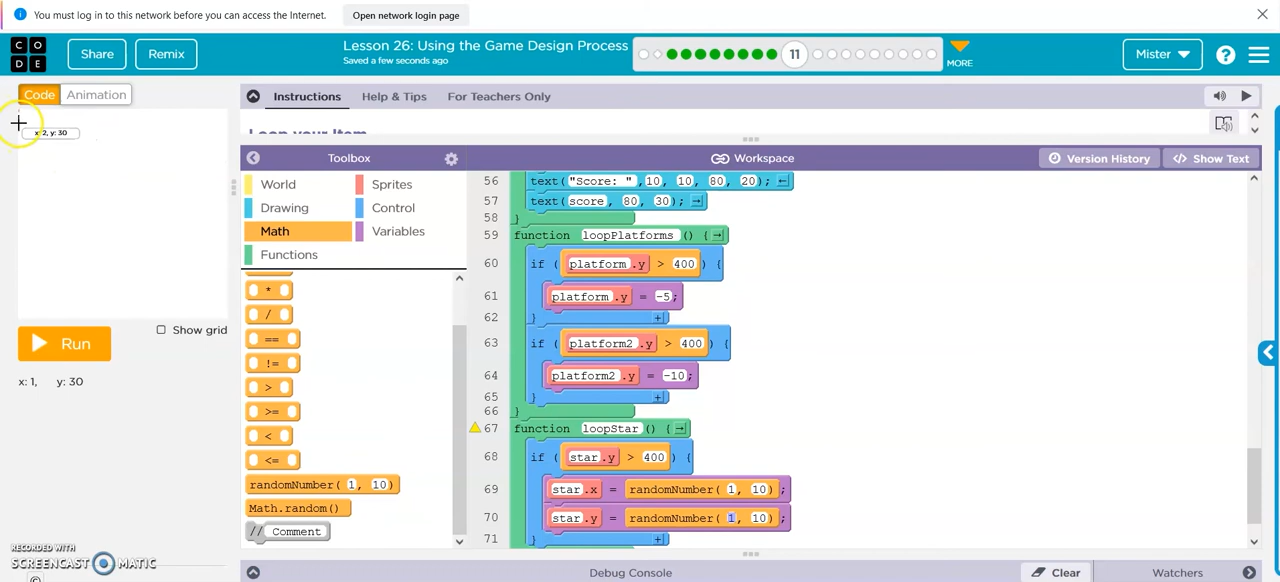 You must log in to this network before you can access the Internet.
Open network login page
C O
D E
Share
Remix
Lesson 26: Using the Game Design Process
Saved a few seconds ago
11
MORE
Mister
?
Code
Animation
Instructions
Help & Tips
For Teachers Only
x: 2, y: 30
Toolbox
Workspace
Version History
</> Show Text
World
Sprites
Drawing
Control
Math
Variables
Functions
*
/
==
!=
>
>=
<
<=
randomNumber( 1, 10)
Math.random()
// Comment
Show grid
Run
x: 1, y: 30
56 text("Score: ",10, 10, 80, 20);
57 text(score, 80, 30);
58 }
59 function loopPlatforms () {
60 if (platform.y > 400) {
61 platform.y = -5;
62 }
63 if (platform2.y > 400) {
64 platform2.y = -10;
65 }
66 }
67 function loopStar () {
68 if (star.y > 400) {
69 star.x = randomNumber( 1, 10);
70 star.y = randomNumber( 1, 10);
71 }
RECORDED WITH
SCREENCAST MATIC
Debug Console
Clear
Watchers